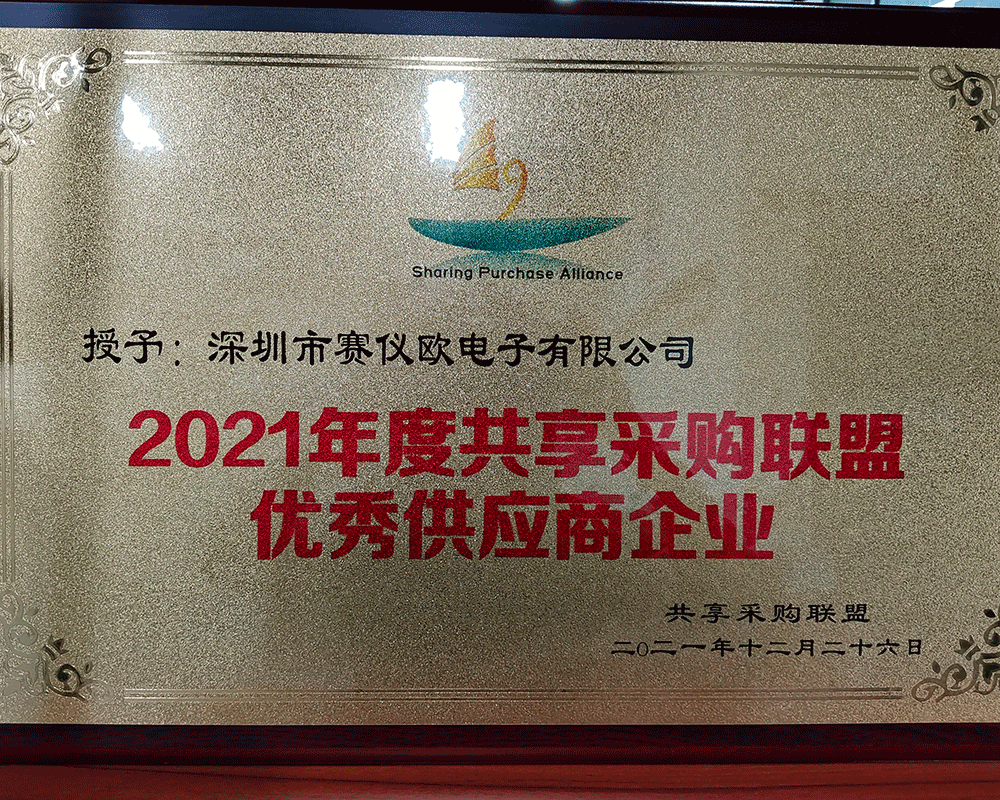 Sharing Purchase Alliance
授予：深圳市赛仪欧电子有限公司
2021年度共享采购联盟
优秀供应商企业
共享采购联盟
二0二一年十二月二十六日